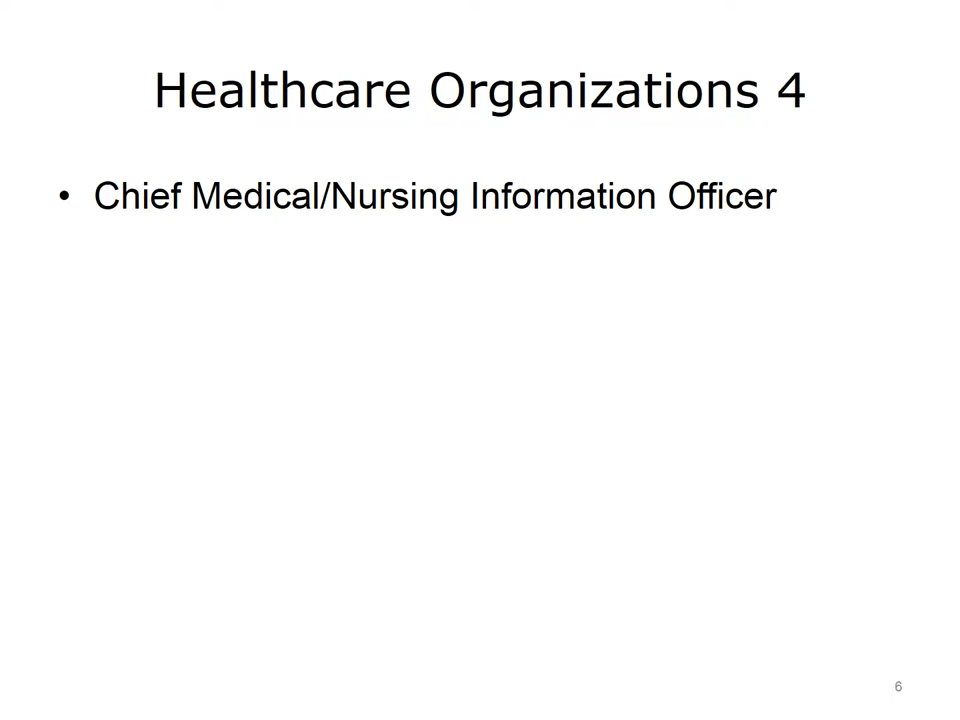 Healthcare Organizations 4
• Chief Medical/Nursing Information Officer
6